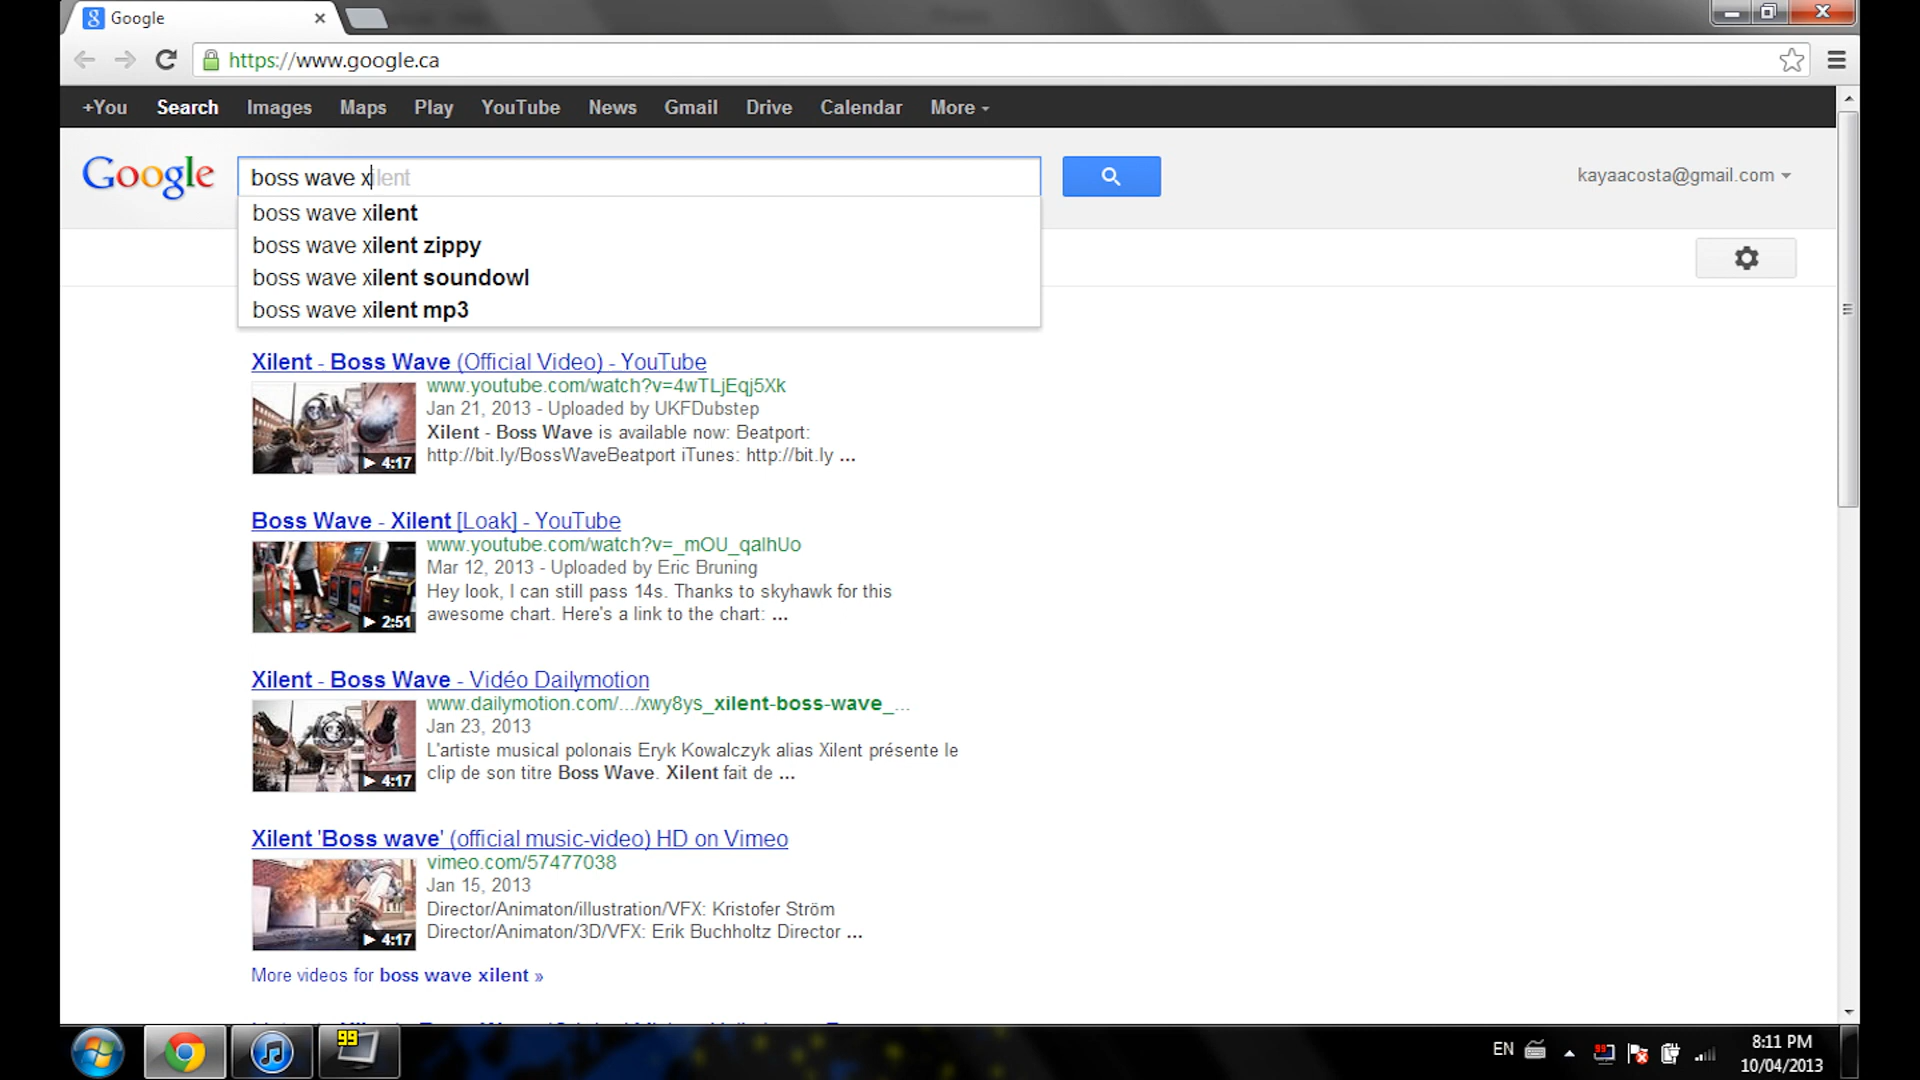 Google
https://www.google.ca
+You Search Images Maps Play YouTube News Gmail Drive Calendar More
Google
boss wave xilent
kayaacosta@gmail.com
boss wave xilent
boss wave xilent zippy
boss wave xilent soundowl
boss wave xilent mp3
Xilent - Boss Wave (Official Video) - YouTube
www.youtube.com/watch?v=4wTLjEqj5Xk
Jan 21, 2013 - Uploaded by UKFDubstep
Xilent - Boss Wave is available now: Beatport:
http://bit.ly/BossWaveBeatport iTunes: http://bit.ly ...
4:17
Boss Wave - Xilent [Loak] - YouTube
www.youtube.com/watch?v=_mOU_qalhUo
Mar 12, 2013 - Uploaded by Eric Bruning
Hey look, I can still pass 14s. Thanks to skyhawk for this
awesome chart. Here's a link to the chart: ...
2:51
Xilent - Boss Wave - Vidéo Dailymotion
www.dailymotion.com/.../xwy8ys_xilent-boss-wave_...
Jan 23, 2013
L'artiste musical polonais Eryk Kowalczyk alias Xilent présente le
clip de son titre Boss Wave. Xilent fait de ...
4:17
Xilent 'Boss wave' (official music-video) HD on Vimeo
vimeo.com/57477038
Jan 15, 2013
Director/Animaton/illustration/VFX: Kristofer Ström
Director/Animaton/3D/VFX: Erik Buchholtz Director ...
4:17
More videos for boss wave xilent »
99
EN
99
8:11 PM
10/04/2013